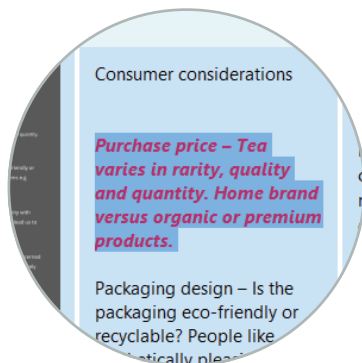 Consumer considerations
Purchase price – Tea
varies in rarity, quality
and quantity. Home brand
versus organic or premium
products.
Packaging design – Is the
packaging eco-friendly or
recyclable? People like